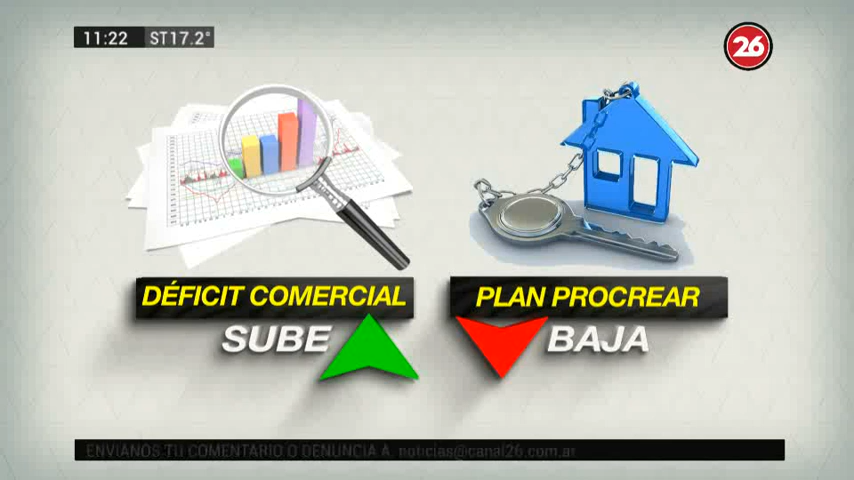 11:22 ST17.2°
26
DÉFICIT COMERCIAL
SUBE
PLAN PROCREAR
BAJA
ENVIANOS TU COMENTARIO O DENUNCIA A: noticias@canal26.com.ar